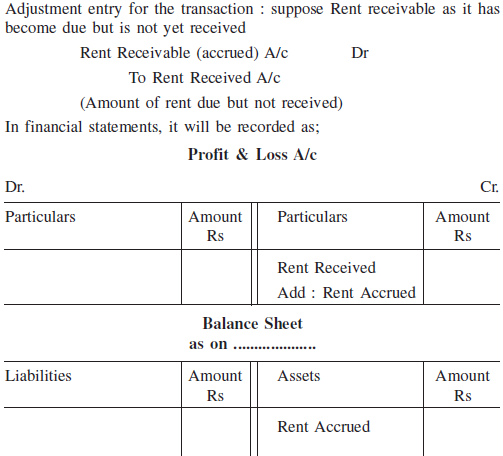 Adjustment entry for the transaction : suppose Rent receivable as it has
become due but is not yet received
Rent Receivable (accrued) A/c Dr
To Rent Received A/c
(Amount of rent due but not received)
In financial statements, it will be recorded as;
Profit & Loss A/c
Dr. Cr.
Particulars Amount Particulars Amount
Rs Rs
Rent Received
Add : Rent Accrued
Balance Sheet
as on ....................
Liabilities Amount Assets Amount
Rs Rs
Rent Accrued